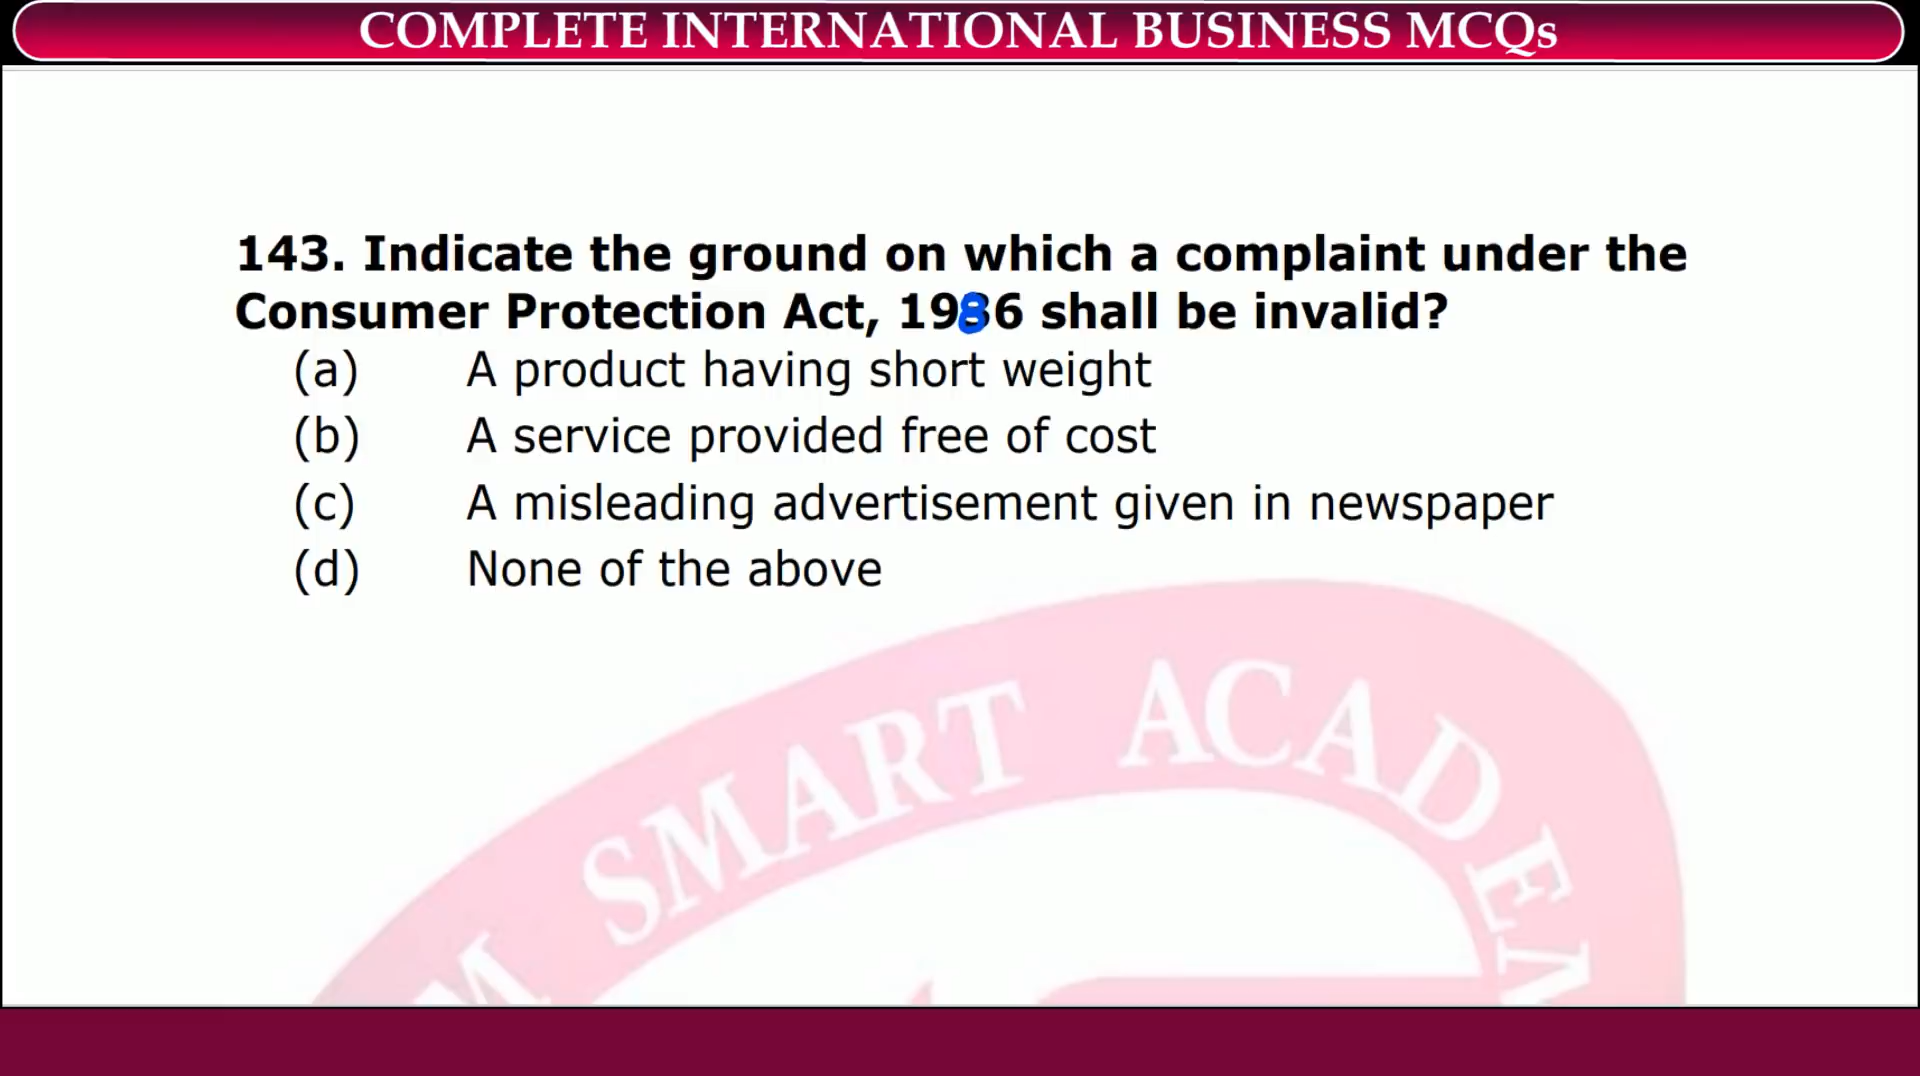 COMPLETE INTERNATIONAL BUSINESS MCQs
143. Indicate the ground on which a complaint under the
Consumer Protection Act, 1986 shall be invalid?
(a) A product having short weight
(b) A service provided free of cost
(c) A misleading advertisement given in newspaper
(d) None of the above
M SMART ACADEM